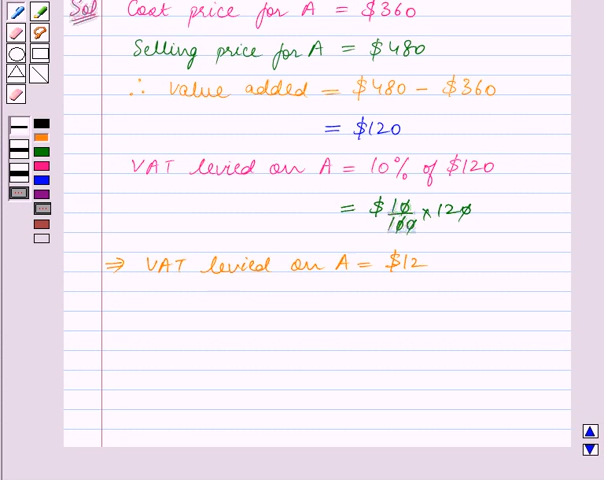 Sol Cost price for A = $360
Selling price for A = $480
∴ Value added = $480 - $360
= $120
VAT levied on A = 10% of $120
= $ 10/100 × 120
⇒ VAT levied on A = $12